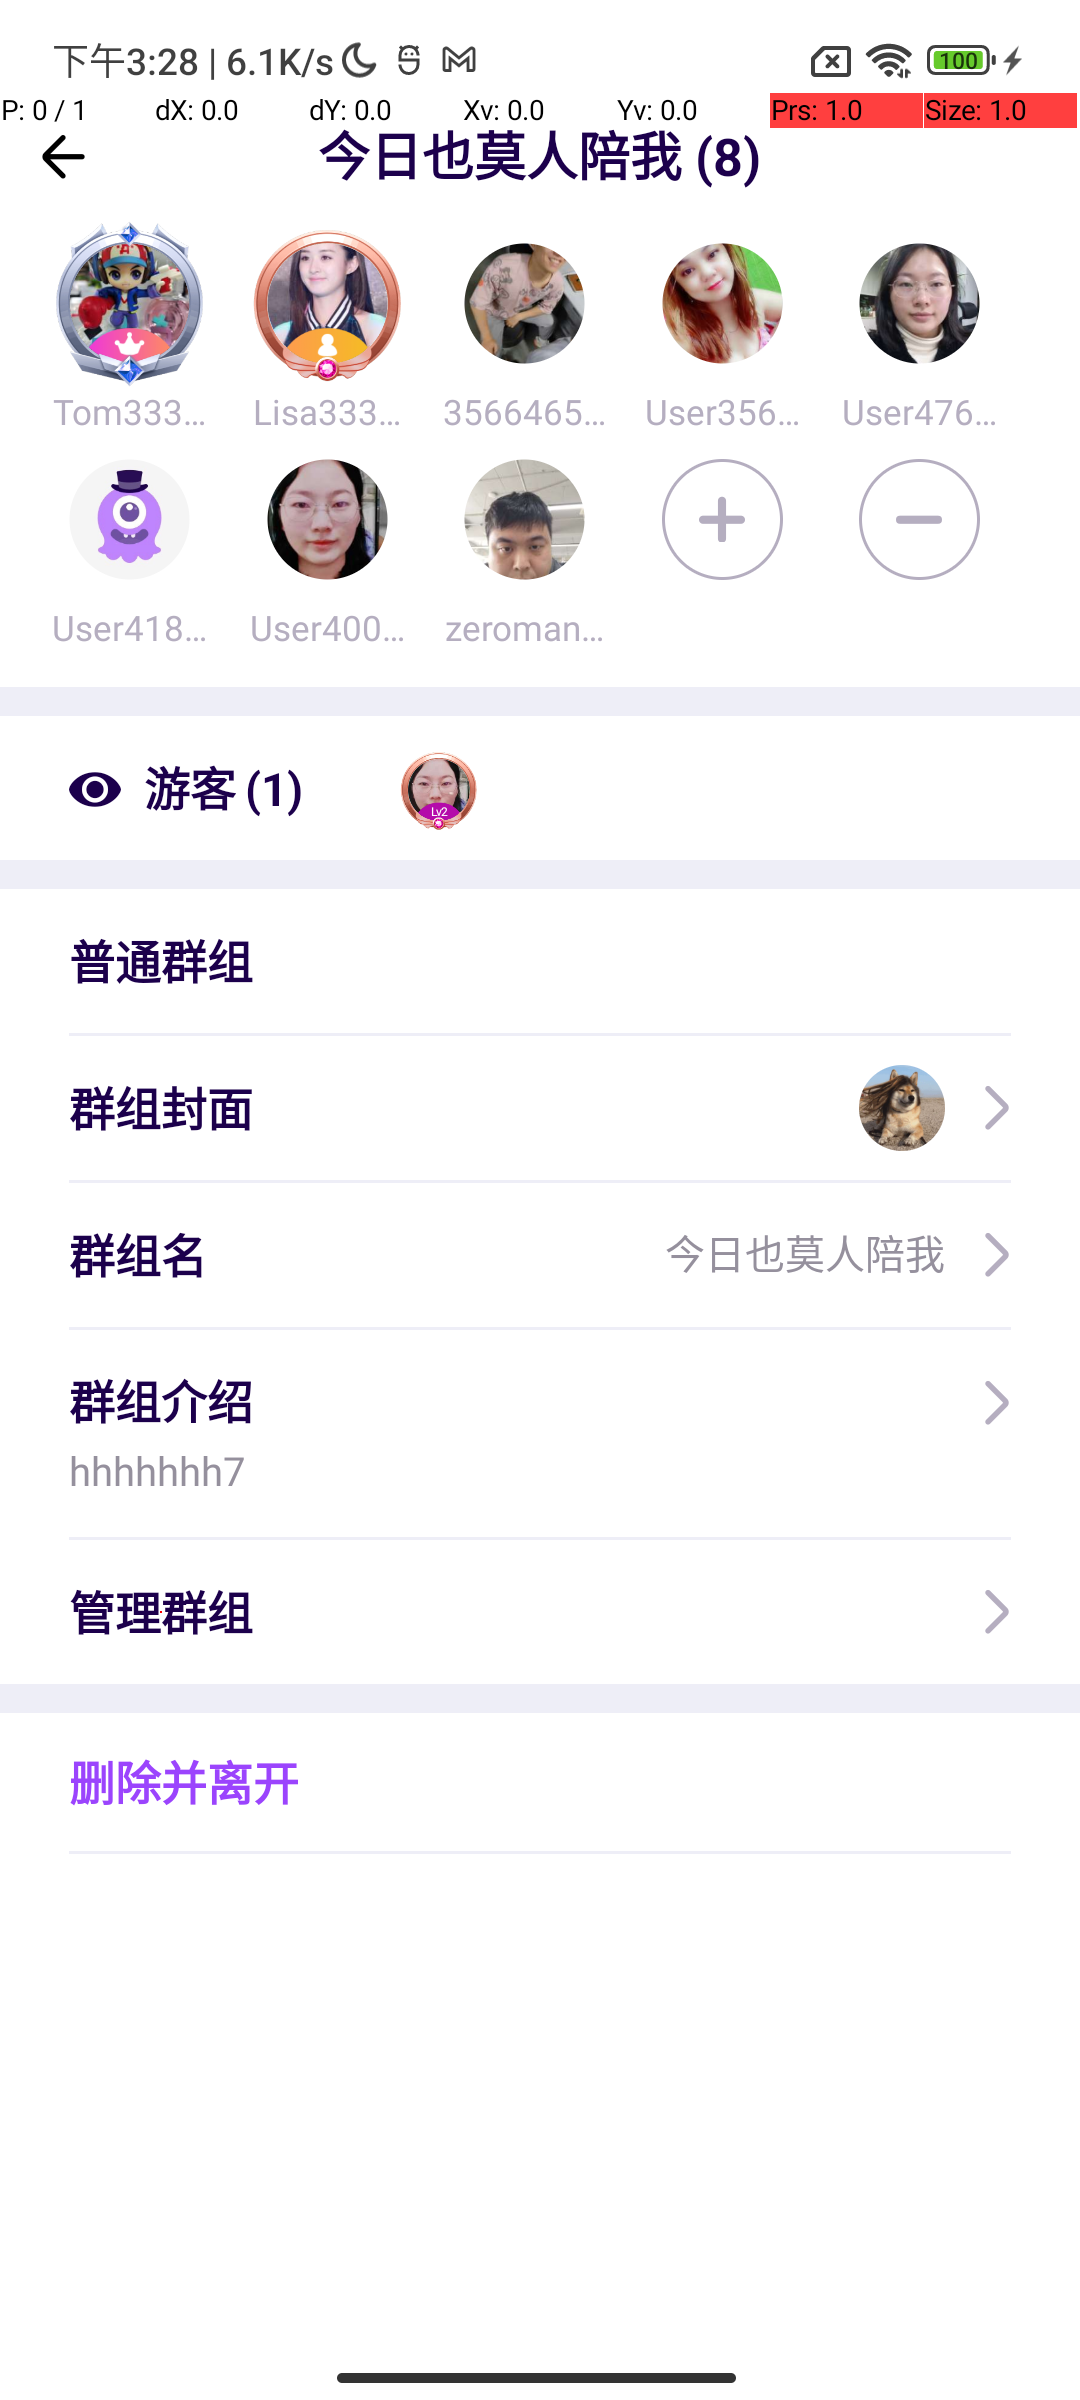 下午3:28 | 6.1K/s
100
P: 0 / 1 dX: 0.0 dY: 0.0 Xv: 0.0 Yv: 0.0 Prs: 1.0 Size: 1.0
今日也莫人陪我 (8)
Tom333... Lisa333... 3566465... User356... User476...
User418... User400... zeroman...
游客 (1)
Lv2
普通群组
群组封面
群组名 今日也莫人陪我
群组介绍
hhhhhhh7
管理群组
删除并离开